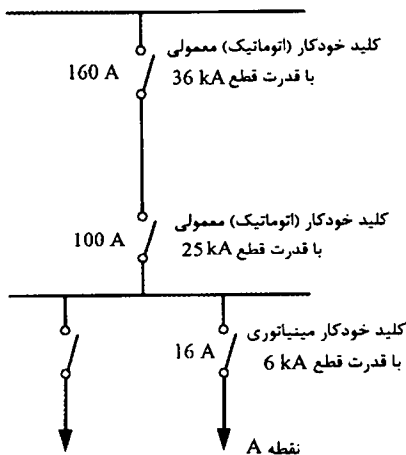 کلید خودکار (اتوماتیک) معمولی
160 A
با قدرت قطع 36 kA
کلید خودکار (اتوماتیک) معمولی
100 A
با قدرت قطع 25 kA
کلید خودکار مینیاتوری
16 A
با قدرت قطع 6 kA
نقطه A